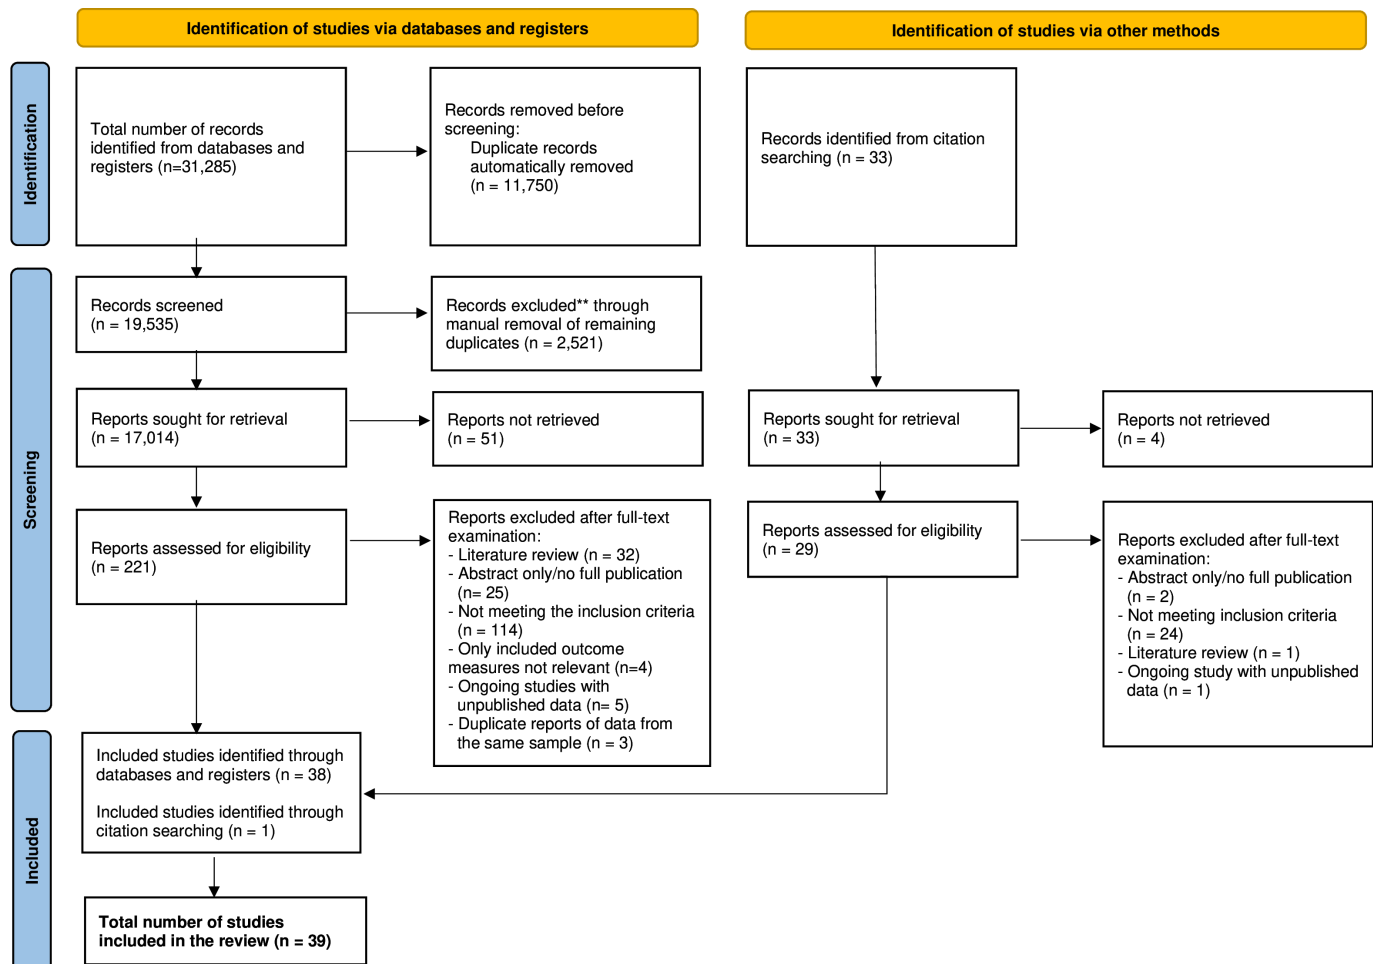 Identification of studies via databases and registers
Identification of studies via other methods
Identification
Total number of records
identified from databases and
registers (n=31,285)
Records removed before
screening:
Duplicate records
automatically removed
(n = 11,750)
Records identified from citation
searching (n = 33)
Screening
Records screened
(n = 19,535)
Records excluded** through
manual removal of remaining
duplicates (n = 2,521)
Reports sought for retrieval
(n = 17,014)
Reports not retrieved
(n = 51)
Reports sought for retrieval
(n = 33)
Reports not retrieved
(n = 4)
Reports assessed for eligibility
(n = 221)
Reports excluded after full-text
examination:
- Literature review (n = 32)
- Abstract only/no full publication
(n= 25)
- Not meeting the inclusion criteria
(n = 114)
- Only included outcome
measures not relevant (n=4)
- Ongoing studies with
unpublished data (n= 5)
- Duplicate reports of data from
the same sample (n = 3)
Reports assessed for eligibility
(n = 29)
Reports excluded after full-text
examination:
- Abstract only/no full publication
(n = 2)
- Not meeting inclusion criteria
(n = 24)
- Literature review (n = 1)
- Ongoing study with unpublished
data (n = 1)
Included
Included studies identified through
databases and registers (n = 38)
Included studies identified through
citation searching (n = 1)
Total number of studies
included in the review (n = 39)